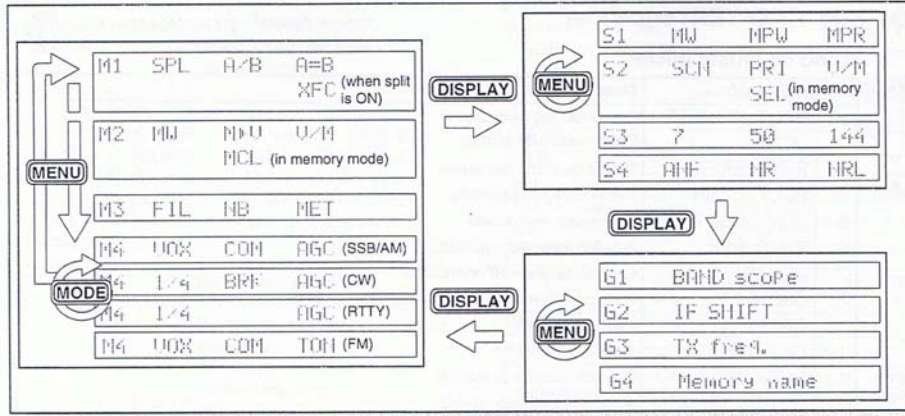 M1 SPL A/B A=B
XFC (when split is ON)
M2 MW M▶V V/M
MCL (in memory mode)
MENU
M3 FIL NB MET
M4 VOX COM AGC (SSB/AM)
M4 1/4 BRK AGC (CW)
MODE
M4 1/4 AGC (RTTY)
M4 VOX COM TON (FM)
DISPLAY
S1 MW MPW MPR
MENU
S2 SCN PRI V/M
SEL (in memory mode)
S3 7 50 144
S4 ANF NR NRL
DISPLAY
G1 BAND scope
G2 IF SHIFT
MENU
G3 TX freq.
G4 Memory name
DISPLAY